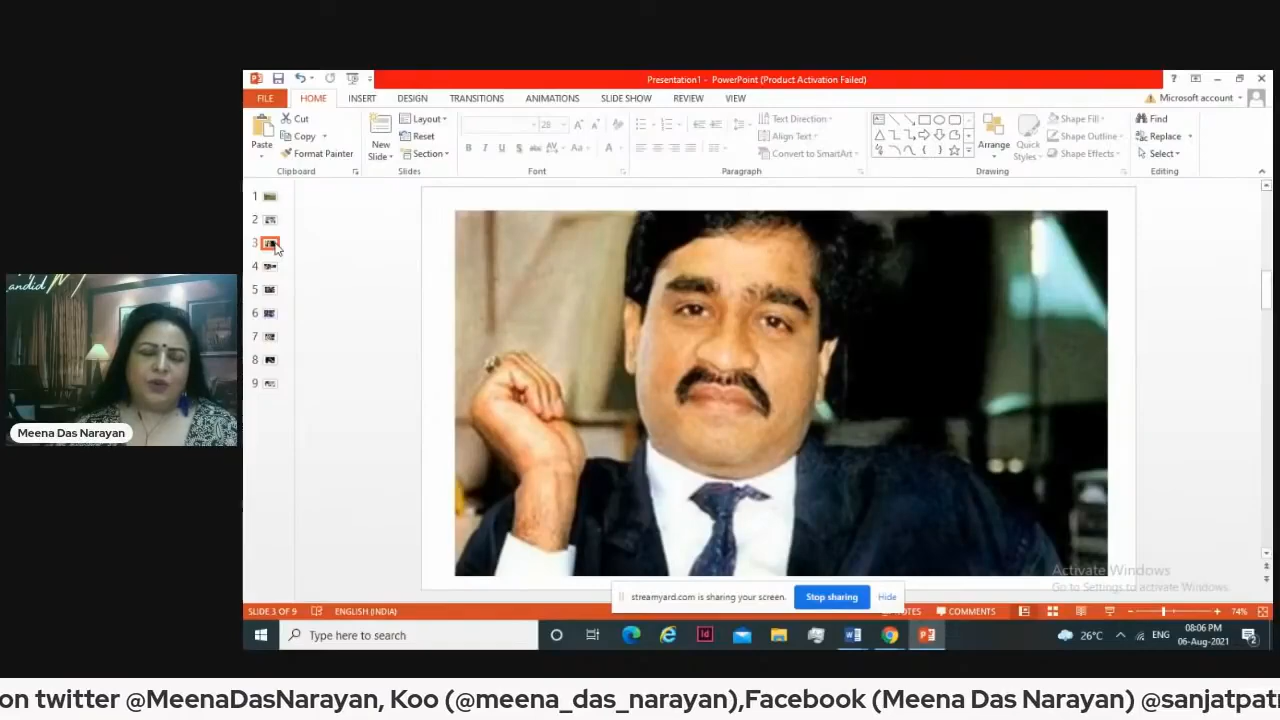 Presentation1 - PowerPoint (Product Activation Failed)
FILE HOME INSERT DESIGN TRANSITIONS ANIMATIONS SLIDE SHOW REVIEW VIEW Microsoft account
Paste
Cut
Copy
Format Painter
Clipboard
New
Slide
Layout
Reset
Section
Slides
28
Font
Text Direction
Align Text
Convert to SmartArt
Paragraph
Arrange
Quick
Styles
Shape Fill
Shape Outline
Shape Effects
Drawing
Find
Replace
Select
Editing
1
2
3
4
5
6
7
8
9
andid M
Meena Das Narayan
Activate Windows
Go to Settings to activate Windows.
streamyard.com is sharing your screen. Stop sharing Hide
SLIDE 3 OF 9 ENGLISH (INDIA) NOTES COMMENTS 74%
Type here to search
26°C ENG
08:06 PM
06-Aug-2021
2
on twitter @MeenaDasNarayan, Koo (@meena_das_narayan),Facebook (Meena Das Narayan) @sanjatpat